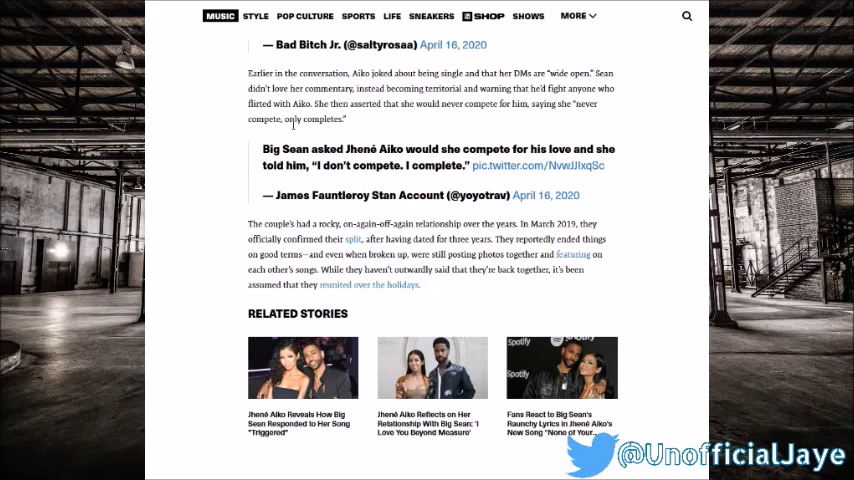 MUSIC STYLE POP CULTURE SPORTS LIFE SNEAKERS SHOP SHOWS MORE
— Bad Bitch Jr. (@saltyrosaa) April 16, 2020
Earlier in the conversation, Aiko joked about being single and that her DMs are “wide open.” Sean
didn’t love her commentary, instead becoming territorial and warning that he’d fight anyone who
flirted with Aiko. She then asserted that she would never compete for him, saying she “never
compete, only completes.”
Big Sean asked Jhené Aiko would she compete for his love and she
told him, “I don’t compete. I complete.” pic.twitter.com/NvwJJlxqSc
— James Fauntleroy Stan Account (@yoyotrav) April 16, 2020
The couple’s had a rocky, on-again-off-again relationship over the years. In March 2019, they
officially confirmed their split, after having dated for three years. They reportedly ended things
on good terms—and even when broken up, were still posting photos together and featuring on
each other’s songs. While they haven’t outwardly said that they’re back together, it’s been
assumed that they reunited over the holidays.
RELATED STORIES
Spotify
Spotify
Jhené Aiko Reveals How Big
Sean Responded to Her Song
"Triggered"
Jhené Aiko Reflects on Her
Relationship With Big Sean: 'I
Love You Beyond Measure'
Fans React to Big Sean's
Raunchy Lyrics in Jhené Aiko's
New Song "None of Your...
@UnofficialJaye